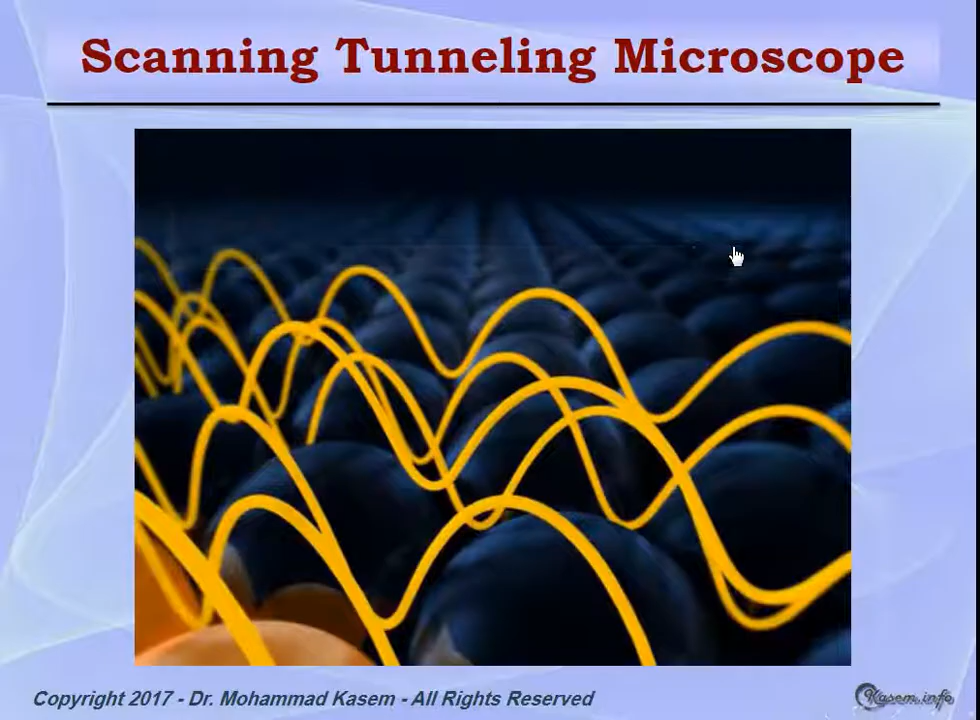 Scanning Tunneling Microscope
Copyright 2017 - Dr. Mohammad Kasem - All Rights Reserved
Kasem.info